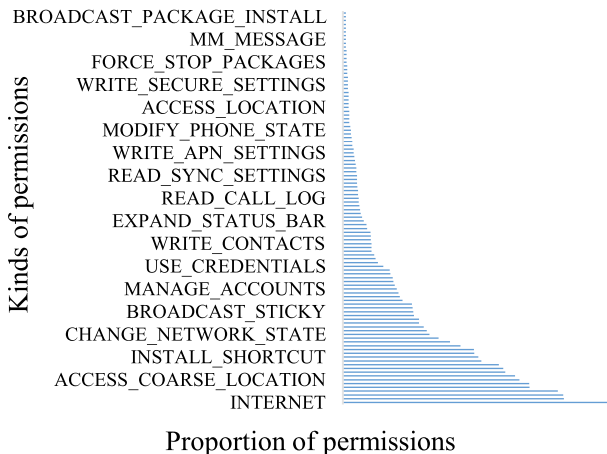 BROADCAST_PACKAGE_INSTALL
MM_MESSAGE
FORCE_STOP_PACKAGES
WRITE_SECURE_SETTINGS
ACCESS_LOCATION
MODIFY_PHONE_STATE
WRITE_APN_SETTINGS
READ_SYNC_SETTINGS
READ_CALL_LOG
EXPAND_STATUS_BAR
WRITE_CONTACTS
USE_CREDENTIALS
MANAGE_ACCOUNTS
BROADCAST_STICKY
CHANGE_NETWORK_STATE
INSTALL_SHORTCUT
ACCESS_COARSE_LOCATION
INTERNET
Kinds of permissions
Proportion of permissions